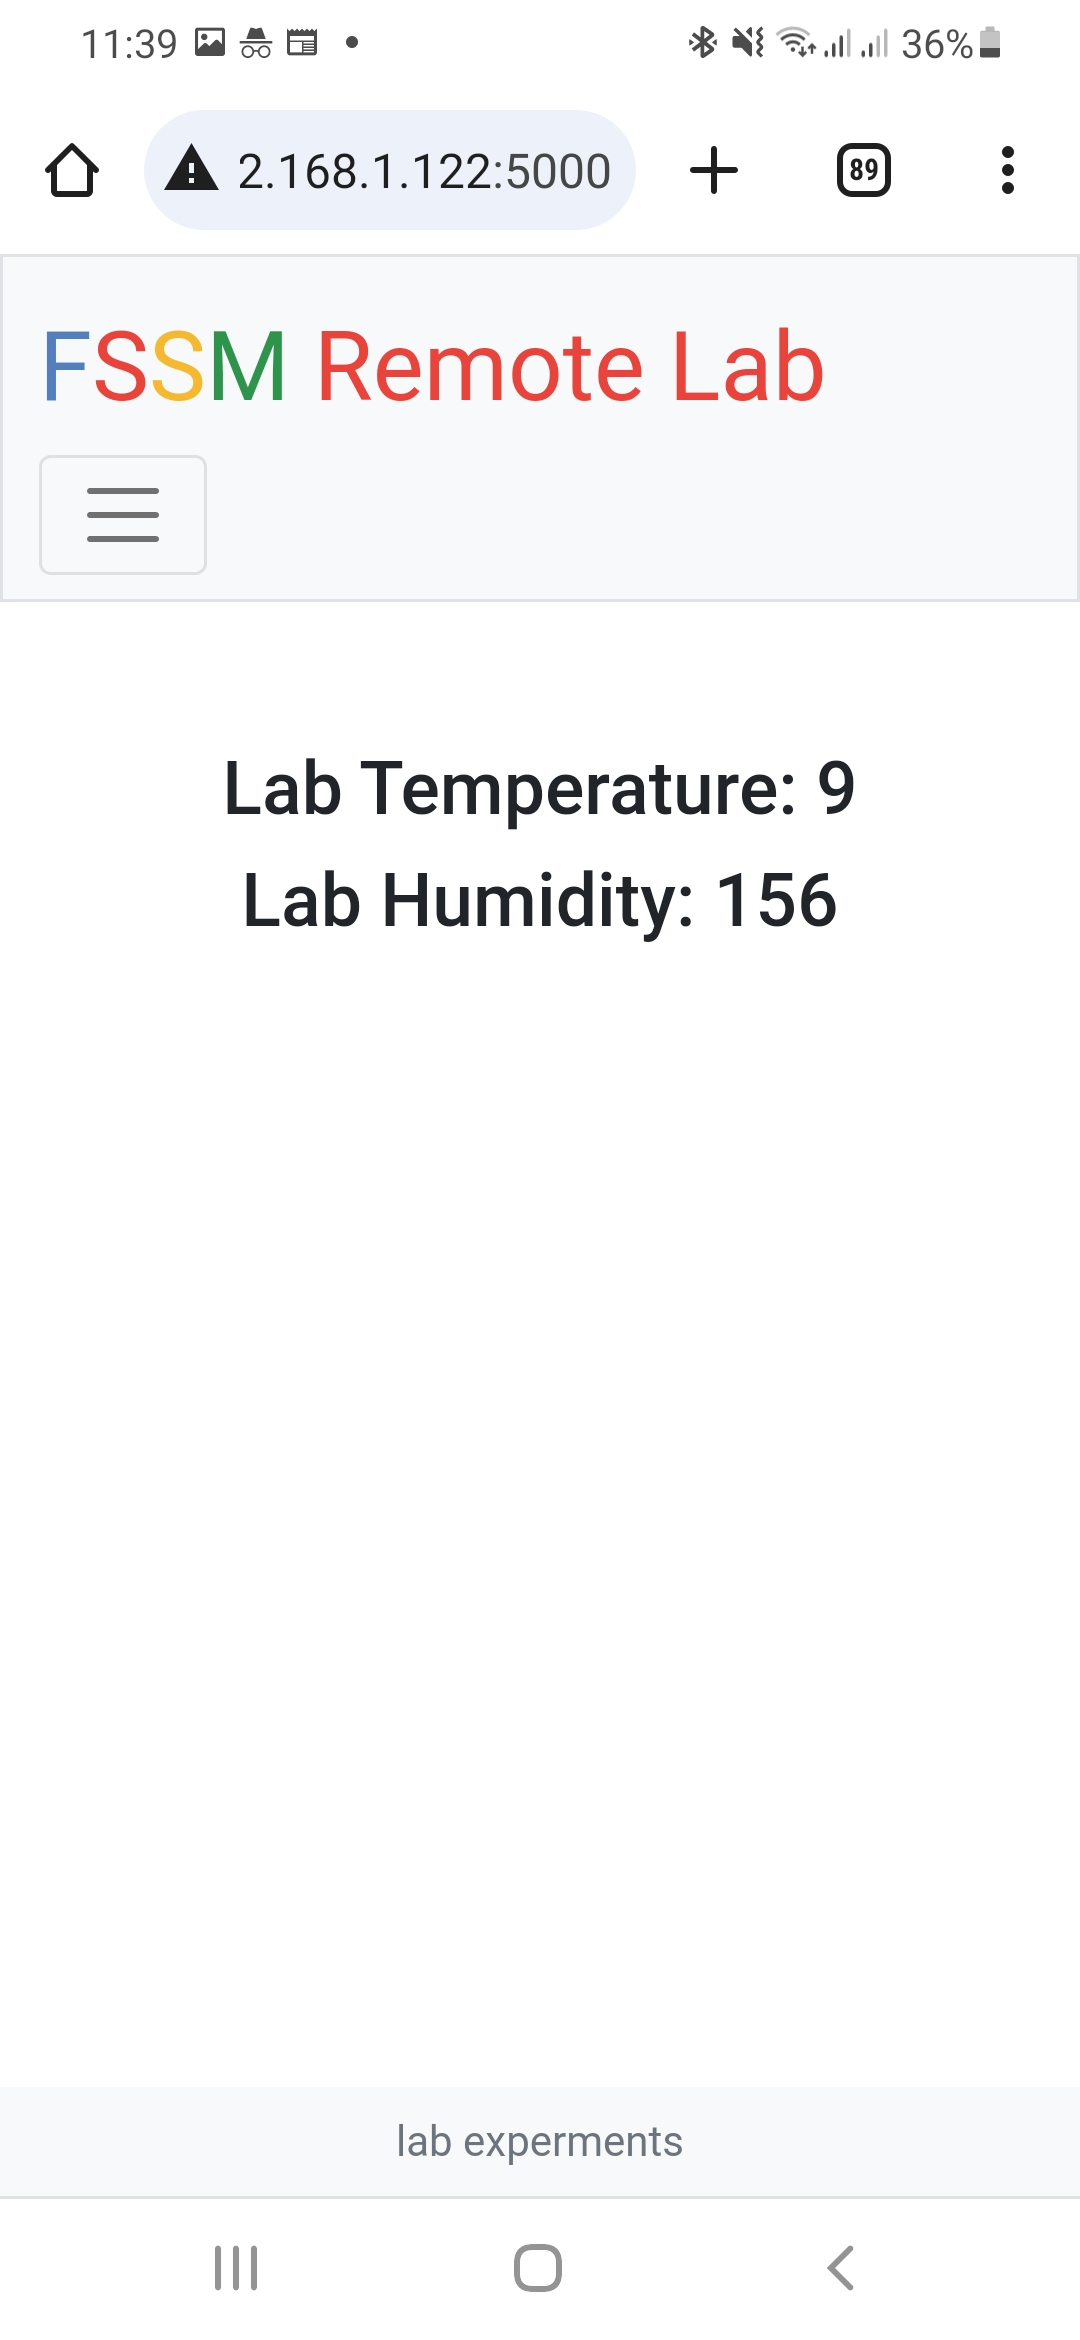 11:39
36%
2.168.1.122:5000
89
FSSM Remote Lab
Lab Temperature: 9
Lab Humidity: 156
lab experments